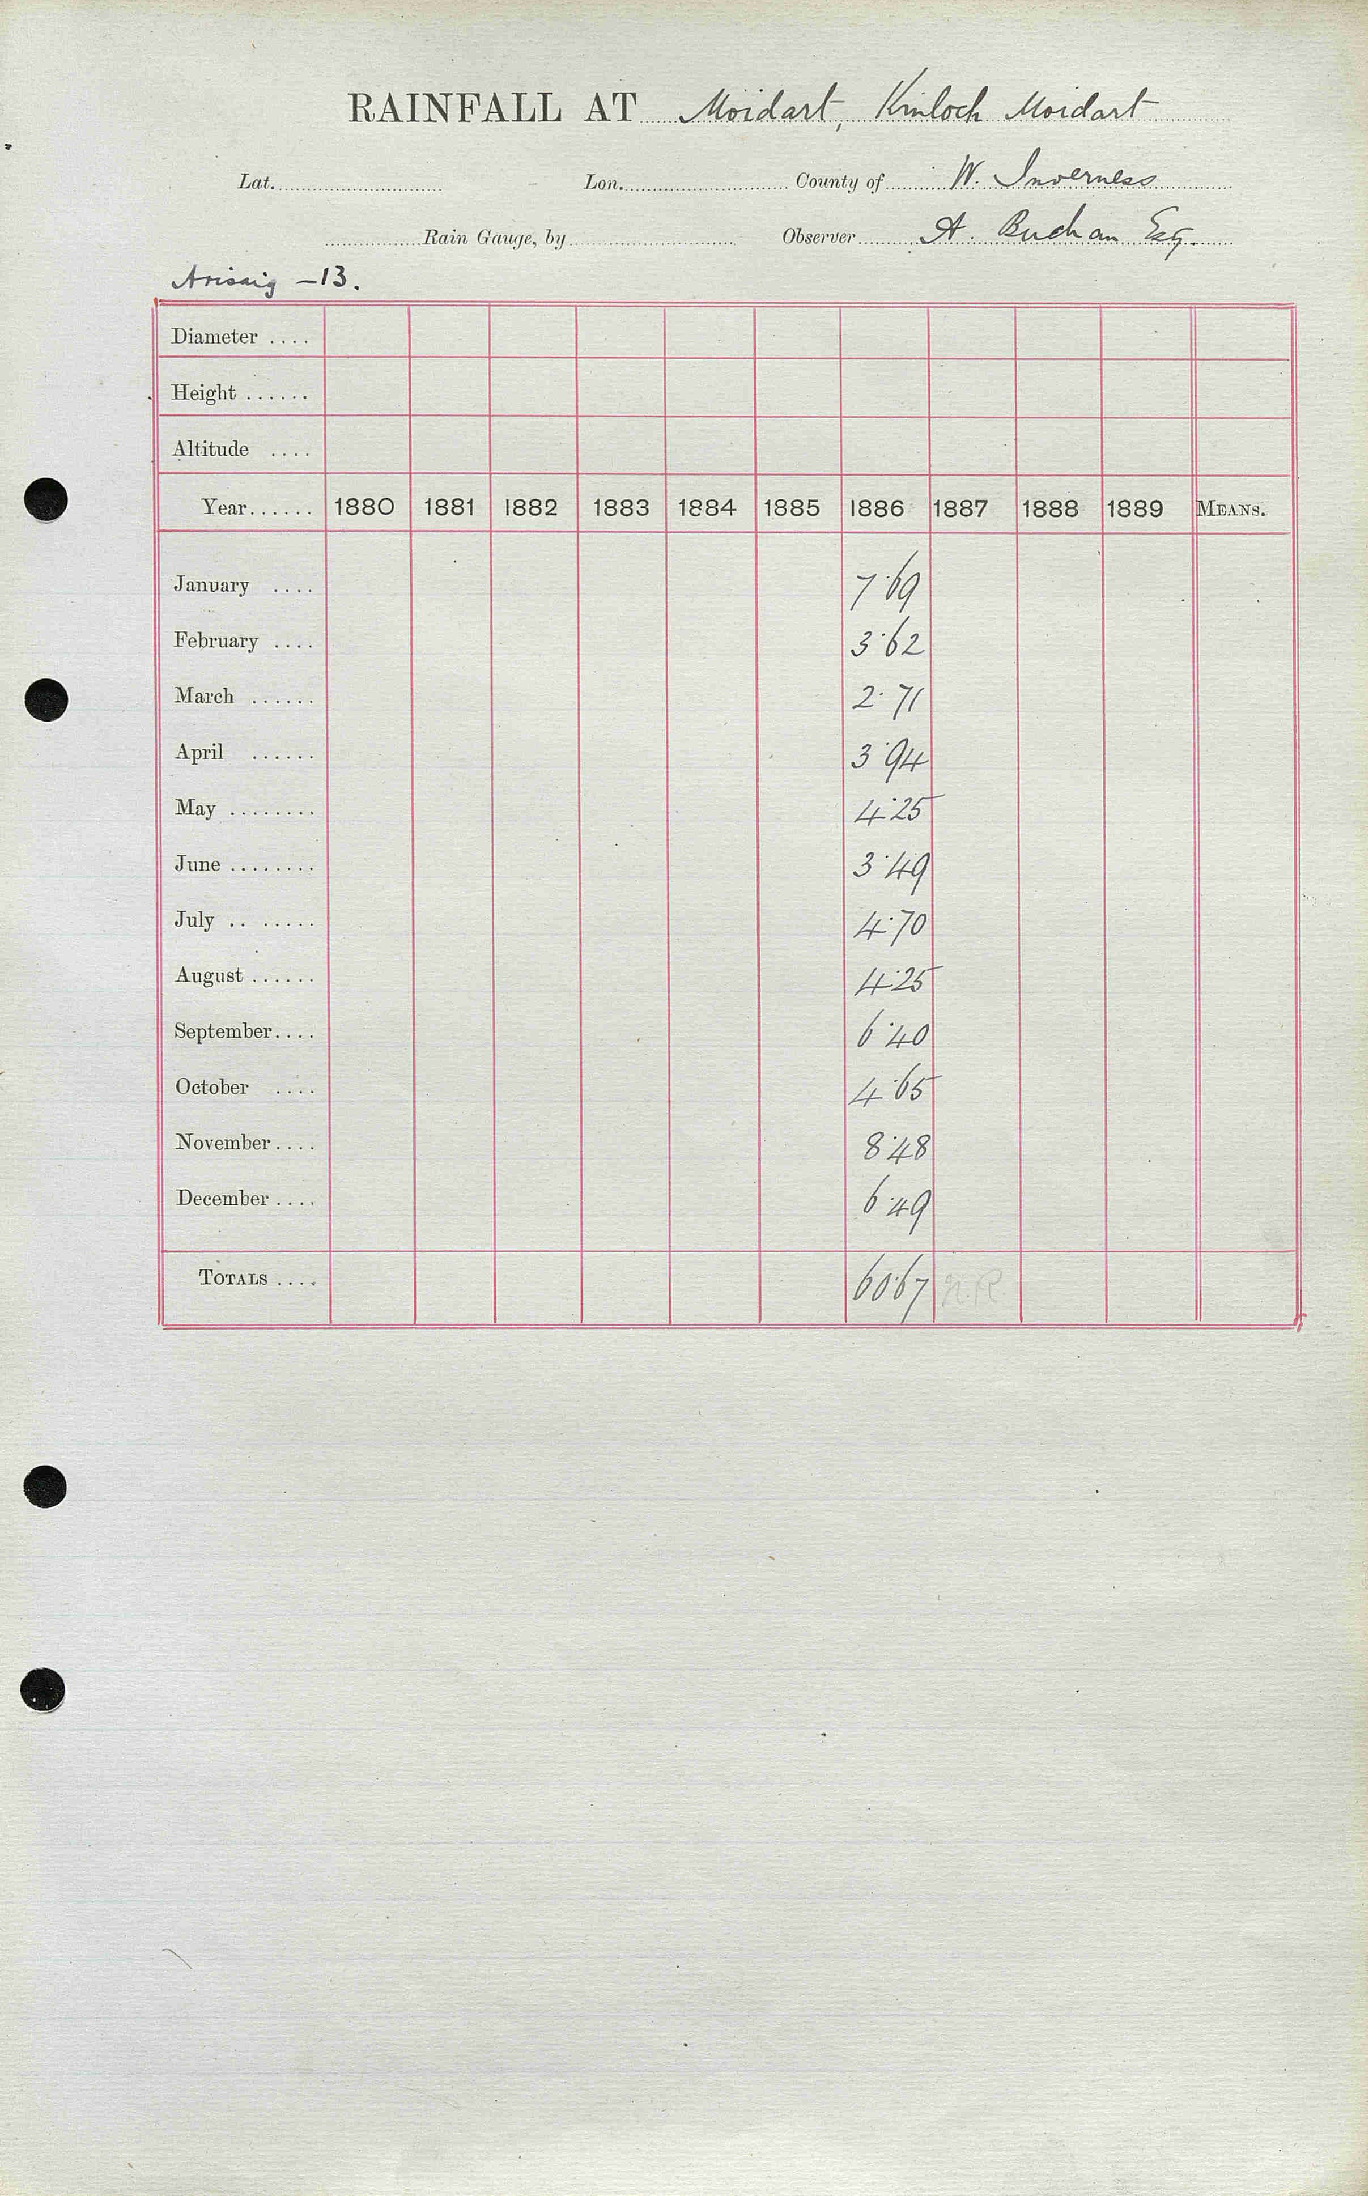 RAINFALL AT Moidart, Kinloch Moidart
Lat. Lon. County of W. Inverness
Rain Gauge, by Observer A. Buchan Esq.
Arisaig -13.
Diameter ....
Height ......
Altitude ....
Year...... 1880 1881 1882 1883 1884 1885 1886 1887 1888 1889 MEANS.
January .... 7.69
February .... 3.62
March ...... 2.71
April ...... 3.94
May ........ 4.25
June ........ 3.49
July .. ...... 4.70
August ...... 4.25
September.... 6.40
October .... 4.65
November.... 8.48
December.... 6.49
TOTALS .... 60.67 N.R.